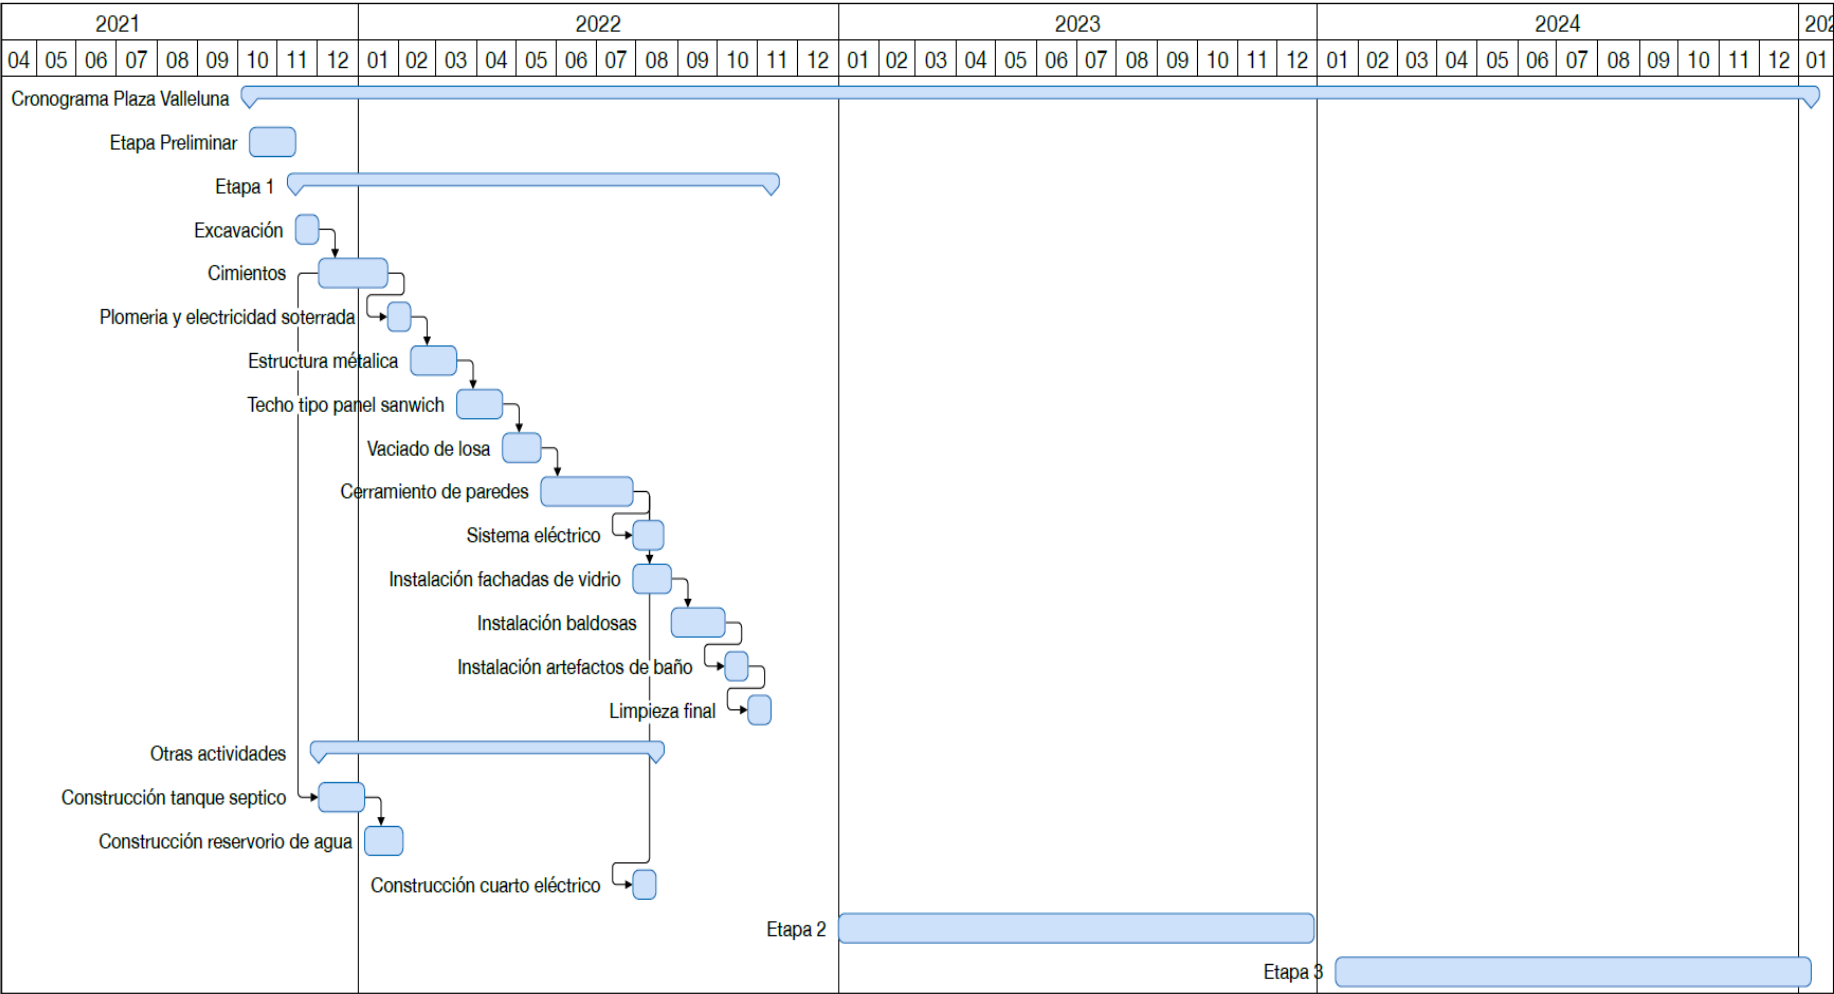 2021 2022 2023 2024 202
04 05 06 07 08 09 10 11 12 01 02 03 04 05 06 07 08 09 10 11 12 01 02 03 04 05 06 07 08 09 10 11 12 01 02 03 04 05 06 07 08 09 10 11 12 01
Cronograma Plaza Valleluna
Etapa Preliminar
Etapa 1
Excavación
Cimientos
Plomeria y electricidad soterrada
Estructura métalica
Techo tipo panel sanwich
Vaciado de losa
Cerramiento de paredes
Sistema eléctrico
Instalación fachadas de vidrio
Instalación baldosas
Instalación artefactos de baño
Limpieza final
Otras actividades
Construcción tanque septico
Construcción reservorio de agua
Construcción cuarto eléctrico
Etapa 2
Etapa 3